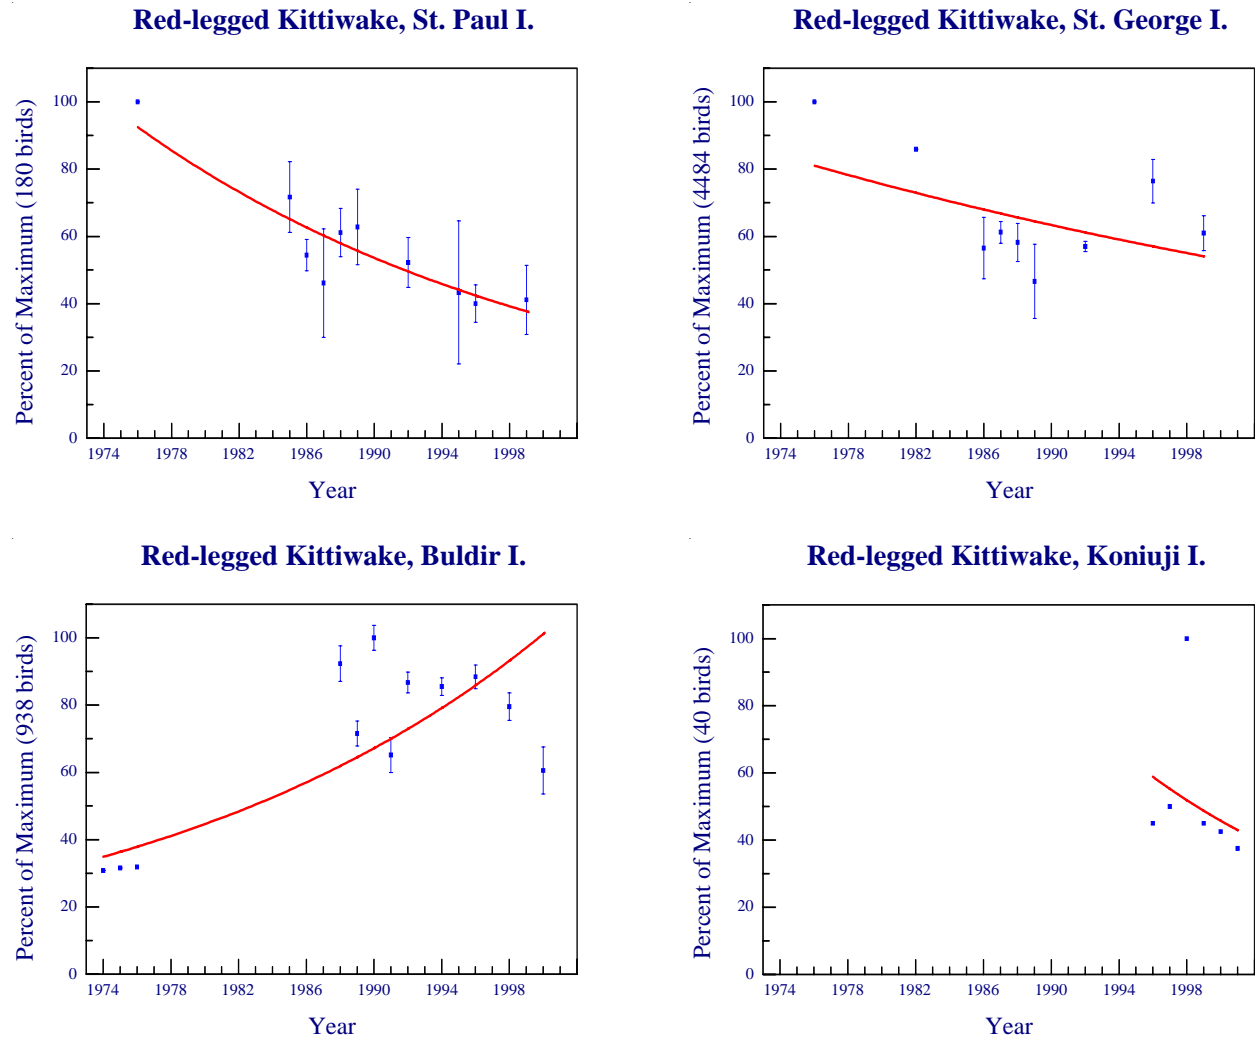 Red-legged Kittiwake, St. Paul I.
Percent of Maximum (180 birds)
100
80
60
40
20
0
1974 1978 1982 1986 1990 1994 1998
Year
Red-legged Kittiwake, St. George I.
Percent of Maximum (4484 birds)
100
80
60
40
20
0
1974 1978 1982 1986 1990 1994 1998
Year
Red-legged Kittiwake, Buldir I.
Percent of Maximum (938 birds)
100
80
60
40
20
0
1974 1978 1982 1986 1990 1994 1998
Year
Red-legged Kittiwake, Koniuji I.
Percent of Maximum (40 birds)
100
80
60
40
20
0
1974 1978 1982 1986 1990 1994 1998
Year